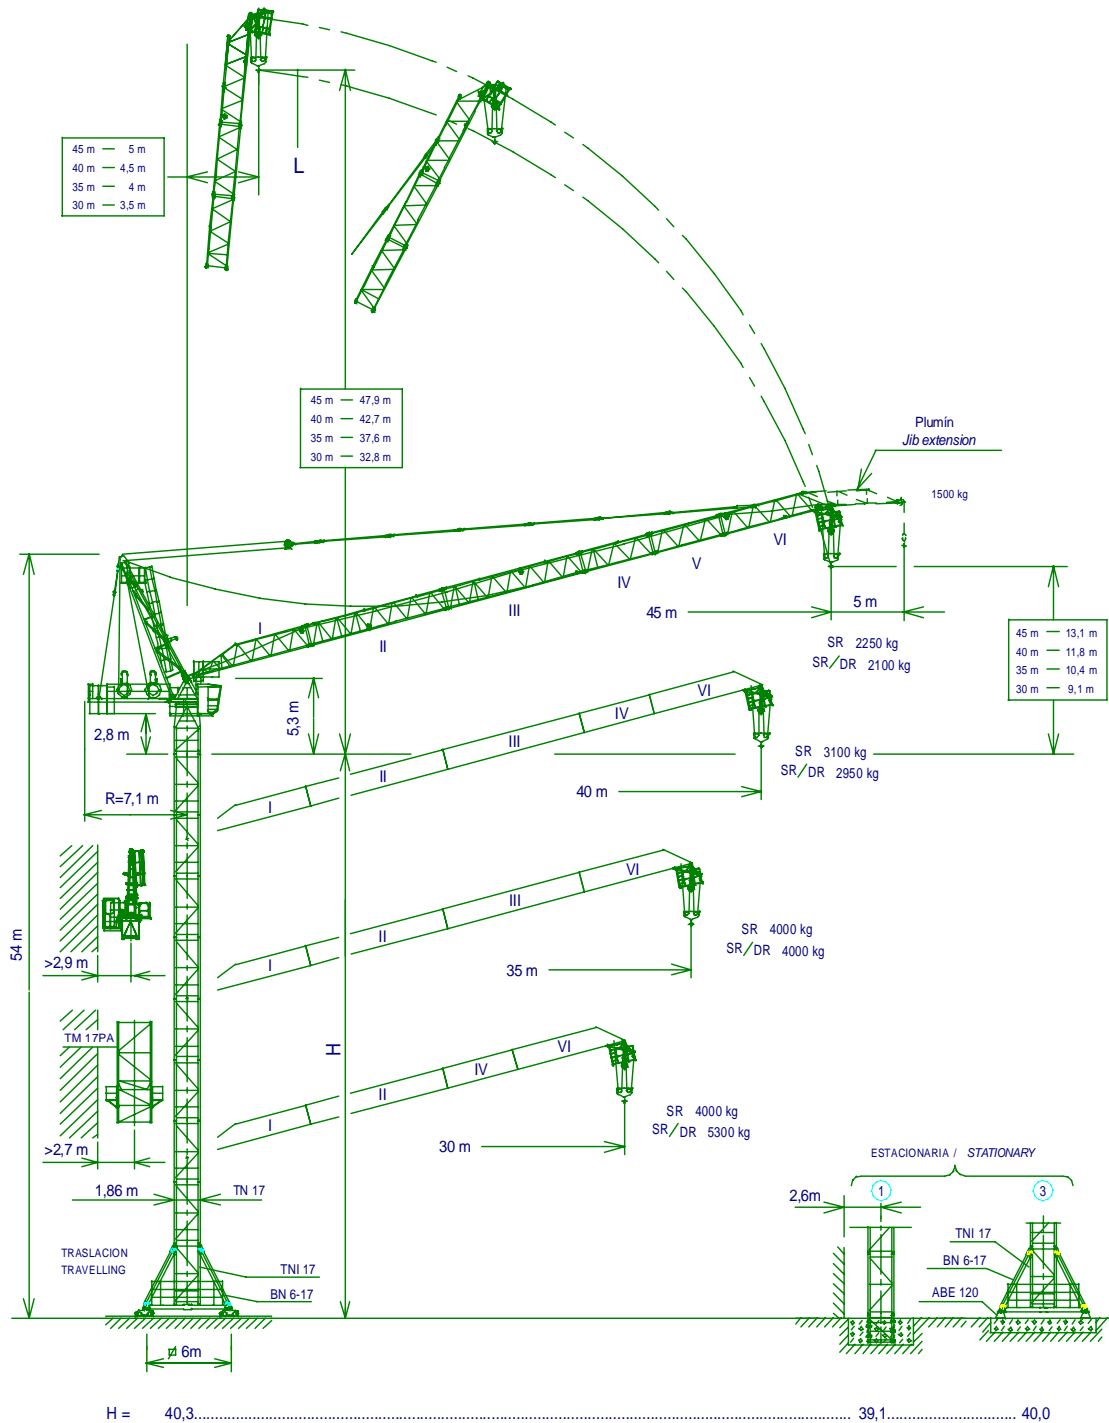 45 m — 5 m
40 m — 4,5 m
35 m — 4 m
30 m — 3,5 m
L
45 m — 47,9 m
40 m — 42,7 m
35 m — 37,6 m
30 m — 32,8 m
Plumín
Jib extension
1500 kg
VI
V
IV
III
II
I
45 m
5 m
SR 2250 kg
SR/DR 2100 kg
45 m — 13,1 m
40 m — 11,8 m
35 m — 10,4 m
30 m — 9,1 m
5,3 m
2,8 m
R=7,1 m
VI
IV
III
II
I
SR 3100 kg
SR/DR 2950 kg
40 m
VI
III
II
I
SR 4000 kg
SR/DR 4000 kg
35 m
54 m
>2,9 m
H
TM 17PA
VI
IV
II
I
SR 4000 kg
SR/DR 5300 kg
30 m
>2,7 m
1,86 m
TN 17
TRASLACION
TRAVELLING
TNI 17
BN 6-17
6m
ESTACIONARIA / STATIONARY
1
3
2,6m
TNI 17
BN 6-17
ABE 120
H = 40,3 39,1 40,0